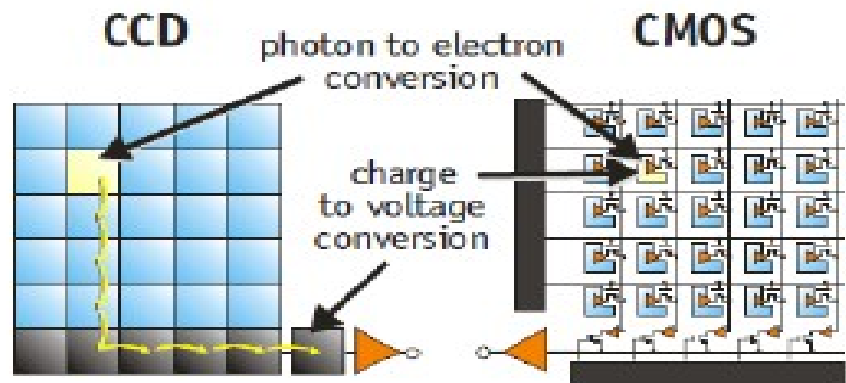 CCD
CMOS
photon to electron
conversion
charge
to voltage
conversion